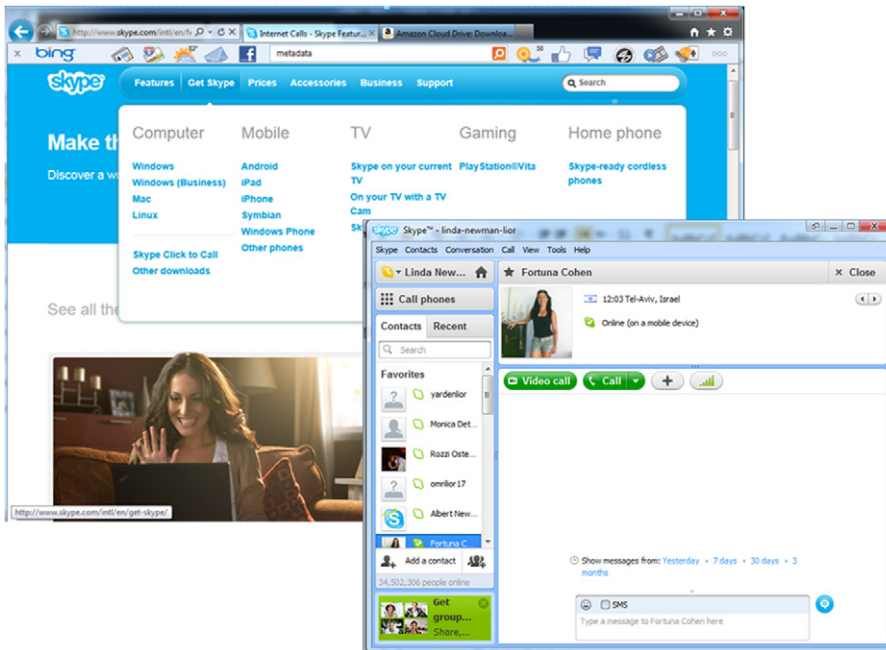 http://www.skype.com/intl/en/fe
Internet Calls - Skype Featur...
Amazon Cloud Drive: Downloa...
x bing
82°
metadata
50
skype
Features Get Skype Prices Accessories Business Support
Search
Make th
Discover a w
Computer
Windows
Windows (Business)
Mac
Linux
Skype Click to Call
Other downloads
Mobile
Android
iPad
iPhone
Symbian
Windows Phone
Other phones
TV
Skype on your current
TV
On your TV with a TV
Cam
Sk
Gaming
PlayStation®Vita
Home phone
Skype-ready cordless
phones
See all the
http://www.skype.com/intl/en/get-skype/
skype Skype™ - linda-newman-lior
Skype Contacts Conversation Call View Tools Help
Linda New...
Call phones
Contacts Recent
Search
Favorites
yardenlior
Monica Det...
Rozzi Oste...
omrilior17
Albert New...
Fortuna C...
Add a contact
34,502,306 people online
Get
group...
Share,...
Fortuna Cohen
× Close
12:03 Tel-Aviv, Israel
Online (on a mobile device)
Video call Call
Show messages from: Yesterday • 7 days • 30 days • 3
months
SMS
Type a message to Fortuna Cohen here